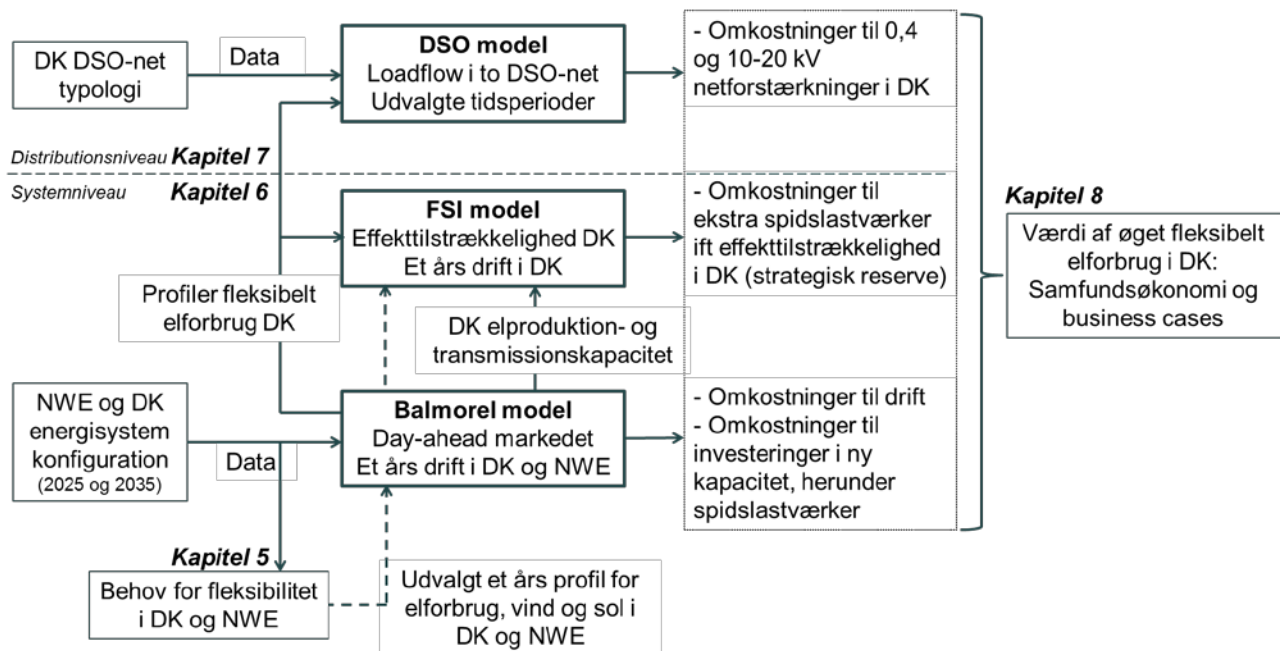 DK DSO-net
typologi
Data
DSO model
Loadflow i to DSO-net
Udvalgte tidsperioder
- Omkostninger til 0,4
og 10-20 kV
netforstærkninger i DK
Distributionsniveau Kapitel 7
Systemniveau Kapitel 6
FSI model
Effekttilstrækkelighed DK
Et års drift i DK
- Omkostninger til
ekstra spidslastværker
ift effekttilstrækkelighed
i DK (strategisk reserve)
Kapitel 8
Værdi af øget fleksibelt
elforbrug i DK:
Samfundsøkonomi og
business cases
Profiler fleksibelt
elforbrug DK
DK elproduktion- og
transmissionskapacitet
NWE og DK
energisystem
konfiguration
(2025 og 2035)
Data
Balmorel model
Day-ahead markedet
Et års drift i DK og NWE
- Omkostninger til drift
- Omkostninger til
investeringer i ny
kapacitet, herunder
spidslastværker
Kapitel 5
Behov for fleksibilitet
i DK og NWE
Udvalgt et års profil for
elforbrug, vind og sol i
DK og NWE